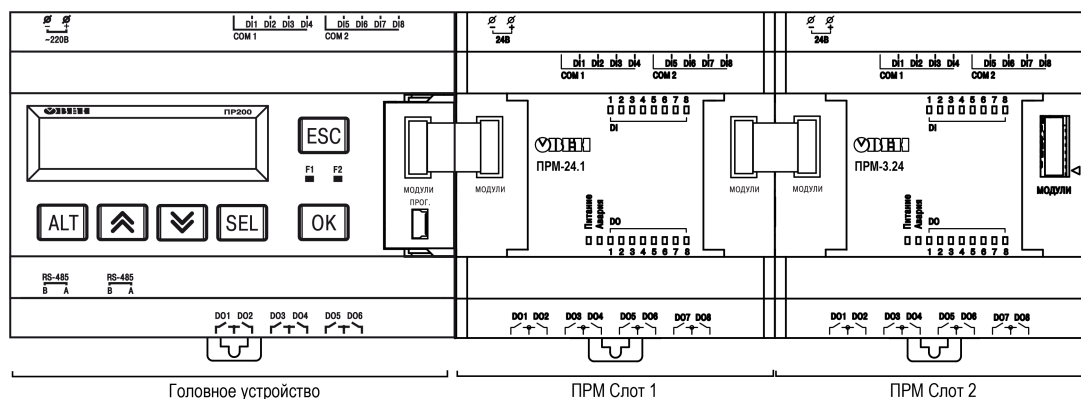 ~220В
DI1 DI2 DI3 DI4
COM 1
DI5 DI6 DI7 DI8
COM 2
ОВЕН
ПР200
ESC
F1 F2
ALT
SEL
OK
МОДУЛИ
ПРОГ.
RS-485
B A
RS-485
B A
DO1 DO2 DO3 DO4 DO5 DO6
Головное устройство
- +
24В
DI1 DI2 DI3 DI4
COM 1
DI5 DI6 DI7 DI8
COM 2
1 2 3 4 5 6 7 8
DI
ОВЕН
ПРМ-24.1
МОДУЛИ
МОДУЛИ
Питание
Авария
DO
1 2 3 4 5 6 7 8
DO1 DO2 DO3 DO4 DO5 DO6 DO7 DO8
ПРМ Слот 1
- +
24В
DI1 DI2 DI3 DI4
COM 1
DI5 DI6 DI7 DI8
COM 2
1 2 3 4 5 6 7 8
DI
ОВЕН
ПРМ-3.24
МОДУЛИ
МОДУЛИ
Питание
Авария
DO
1 2 3 4 5 6 7 8
DO1 DO2 DO3 DO4 DO5 DO6 DO7 DO8
ПРМ Слот 2